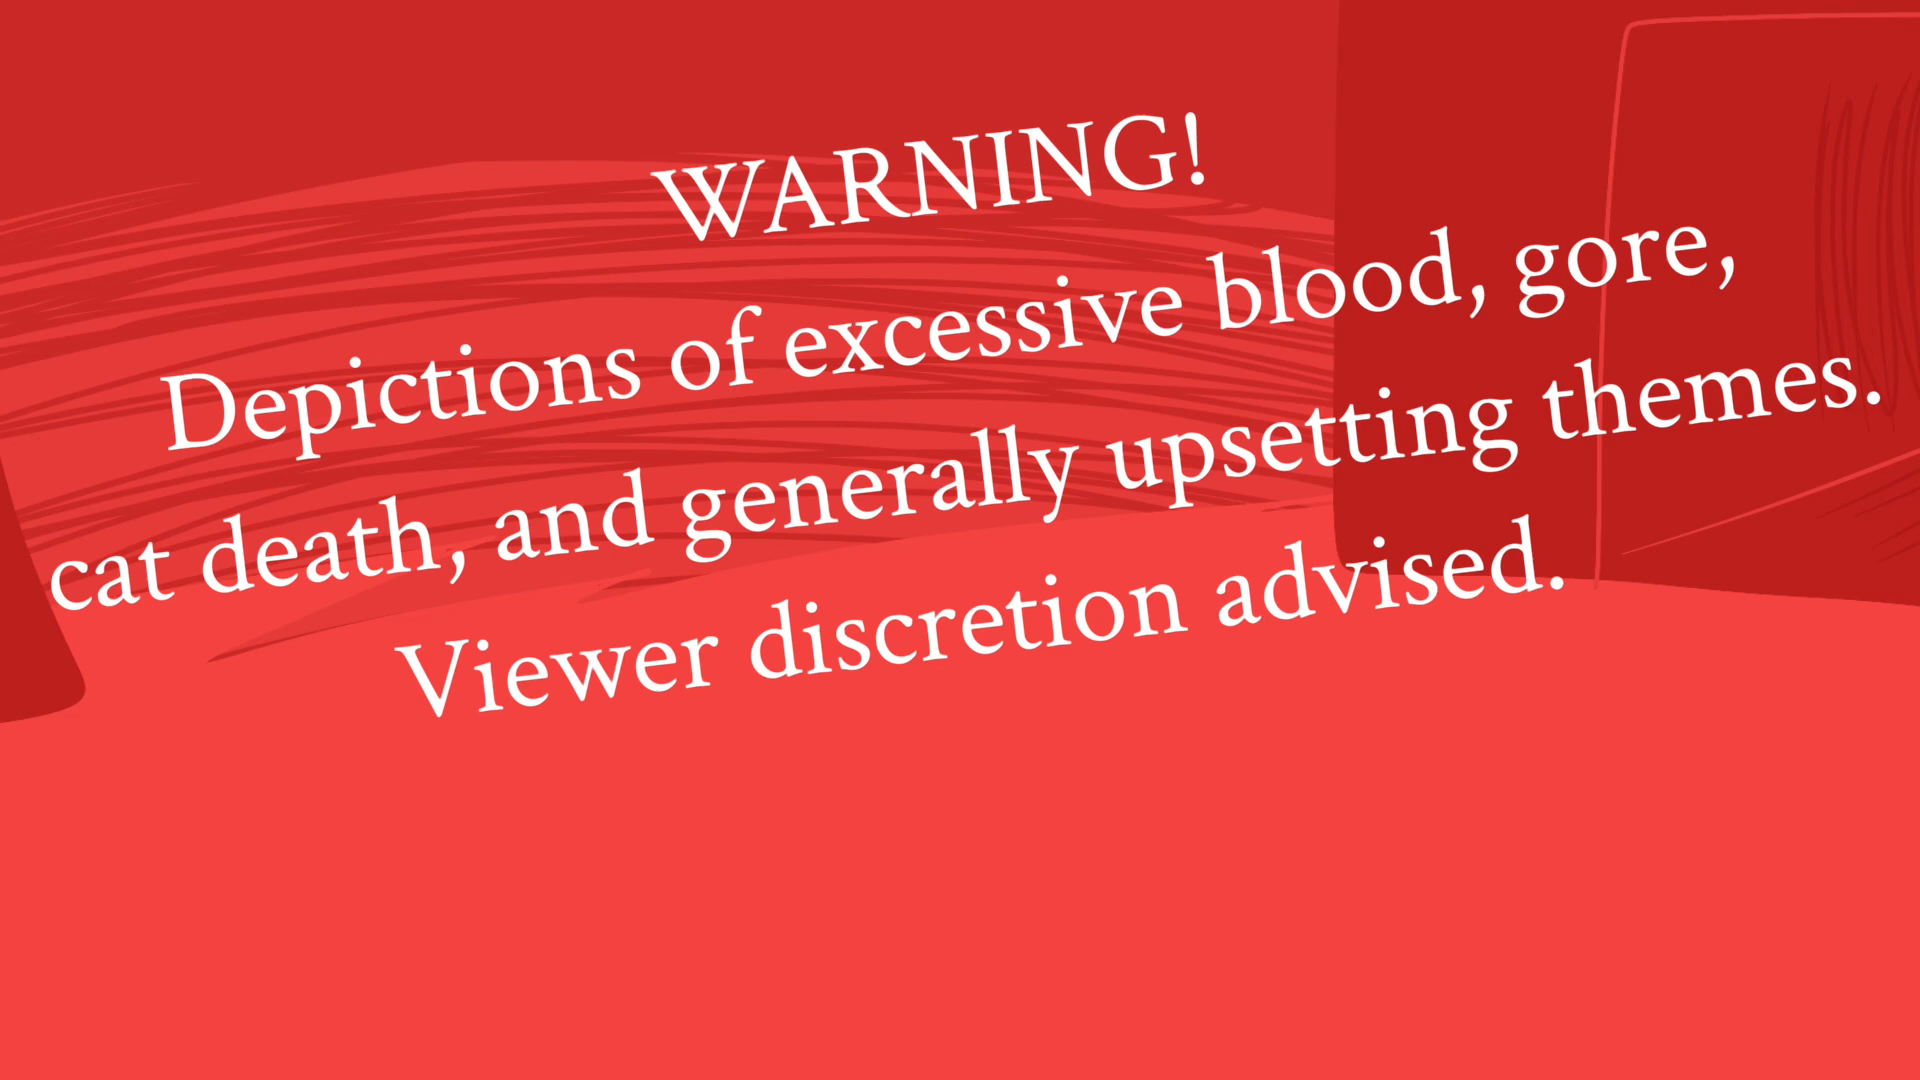 WARNING!
Depictions of excessive blood, gore,
cat death, and generally upsetting themes.
Viewer discretion advised.